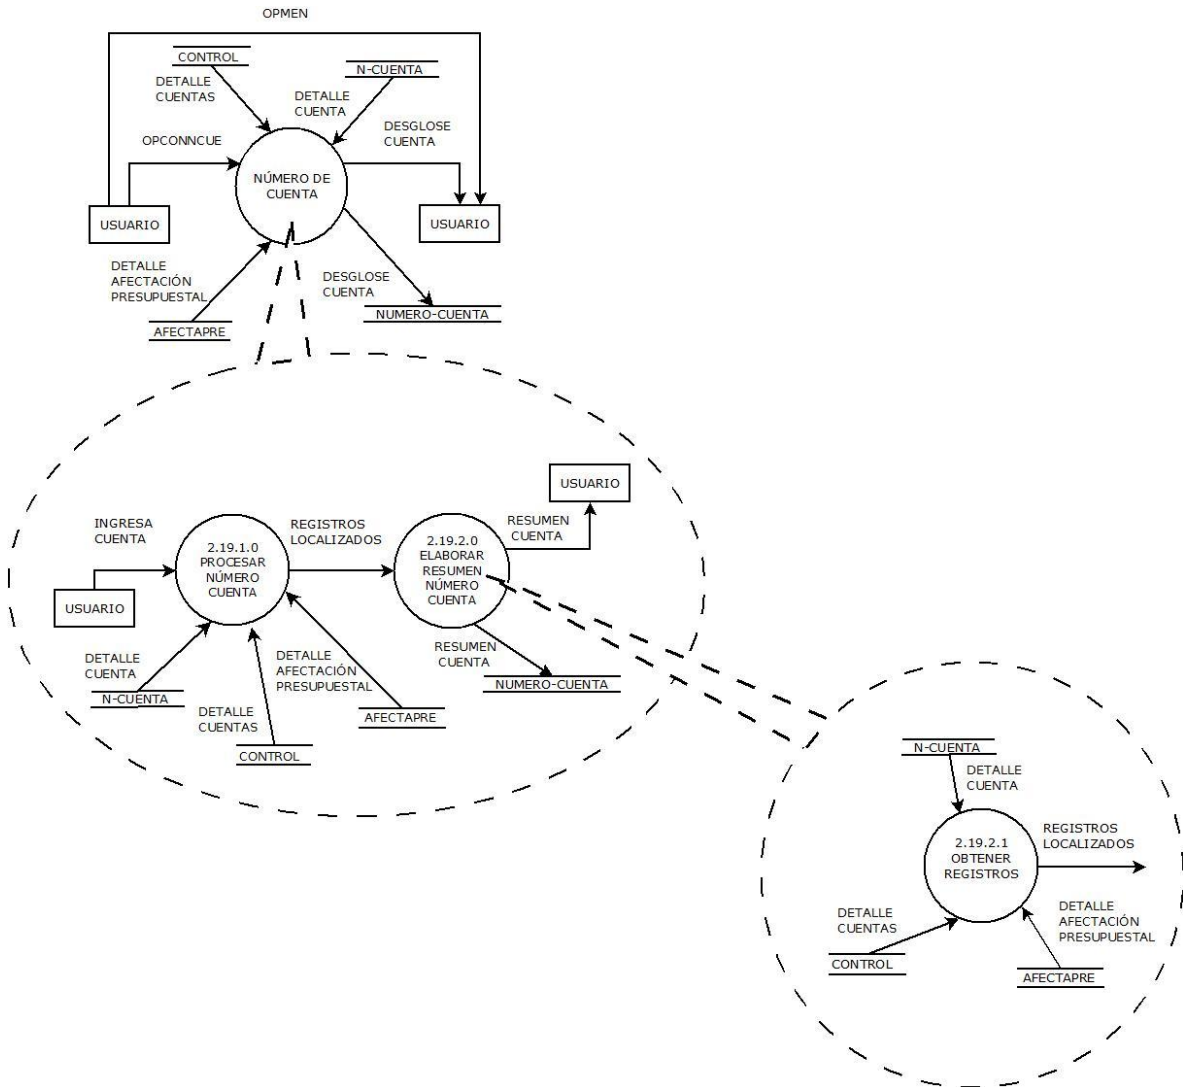 OPMEN
CONTROL
N-CUENTA
DETALLE
CUENTAS
DETALLE
CUENTA
DESGLOSE
CUENTA
OPCONNCUE
NÚMERO DE
CUENTA
USUARIO
USUARIO
DETALLE
AFECTACIÓN
PRESUPUESTAL
DESGLOSE
CUENTA
NUMERO-CUENTA
AFECTAPRE
USUARIO
INGRESA
CUENTA
2.19.1.0
PROCESAR
NÚMERO
CUENTA
REGISTROS
LOCALIZADOS
2.19.2.0
ELABORAR
RESUMEN
NÚMERO
CUENTA
RESUMEN
CUENTA
USUARIO
DETALLE
CUENTA
N-CUENTA
DETALLE
AFECTACIÓN
PRESUPUESTAL
RESUMEN
CUENTA
NUMERO-CUENTA
DETALLE
CUENTAS
AFECTAPRE
CONTROL
N-CUENTA
DETALLE
CUENTA
2.19.2.1
OBTENER
REGISTROS
REGISTROS
LOCALIZADOS
DETALLE
CUENTAS
DETALLE
AFECTACIÓN
PRESUPUESTAL
CONTROL
AFECTAPRE